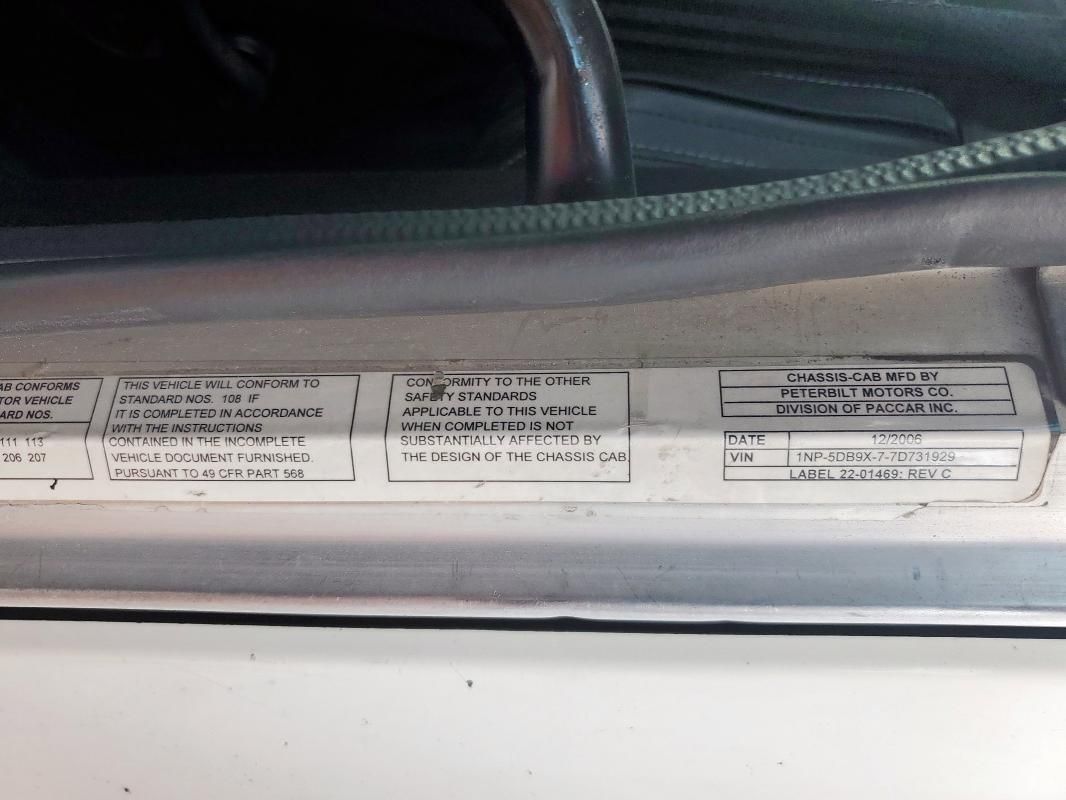 AB CONFORMS
TOR VEHICLE
ARD NOS.
111 113
206 207
THIS VEHICLE WILL CONFORM TO
STANDARD NOS. 108 IF
IT IS COMPLETED IN ACCORDANCE
WITH THE INSTRUCTIONS
CONTAINED IN THE INCOMPLETE
VEHICLE DOCUMENT FURNISHED.
PURSUANT TO 49 CFR PART 568
CONFORMITY TO THE OTHER
SAFETY STANDARDS
APPLICABLE TO THIS VEHICLE
WHEN COMPLETED IS NOT
SUBSTANTIALLY AFFECTED BY
THE DESIGN OF THE CHASSIS CAB.
CHASSIS-CAB MFD BY
PETERBILT MOTORS CO.
DIVISION OF PACCAR INC.
DATE 12/2006
VIN 1NP-5DB9X-7-7D731929
LABEL 22-01469: REV C